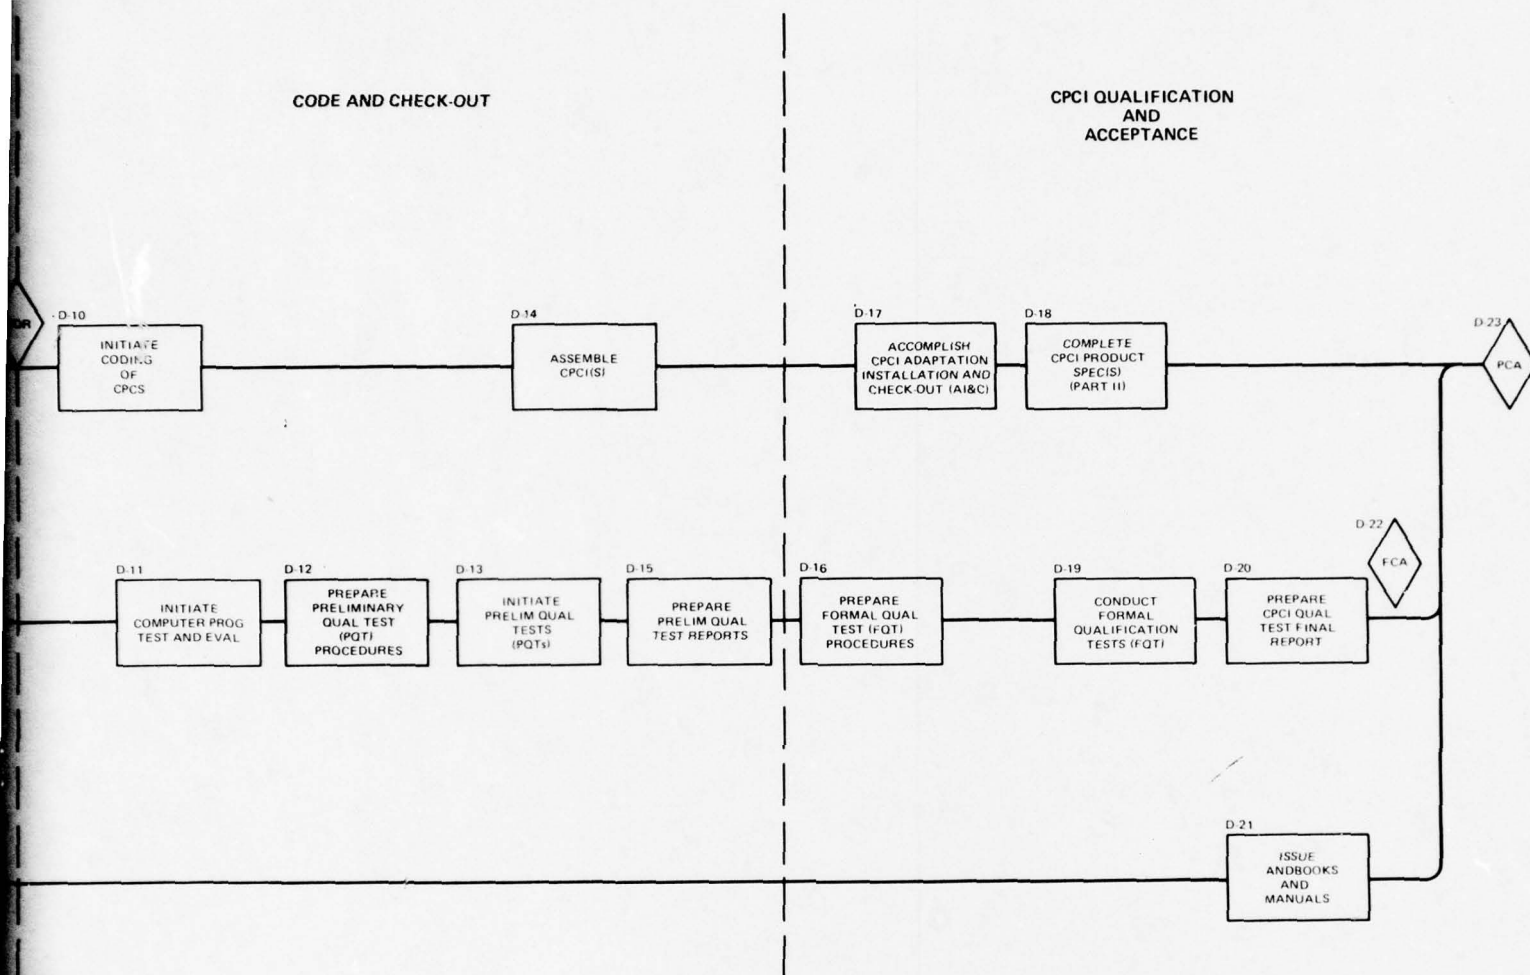 CODE AND CHECK-OUT
CPCI QUALIFICATION
AND
ACCEPTANCE
DR
D-10
INITIATE
CODING
OF
CPCS
D-14
ASSEMBLE
CPCI(S)
D-17
ACCOMPLISH
CPCI ADAPTATION
INSTALLATION AND
CHECK-OUT (AI&C)
D-18
COMPLETE
CPCI PRODUCT
SPEC(S)
(PART II)
D-23
PCA
D-11
INITIATE
COMPUTER PROG
TEST AND EVAL
D-12
PREPARE
PRELIMINARY
QUAL TEST
(PQT)
PROCEDURES
D-13
INITIATE
PRELIM QUAL
TESTS
(PQTs)
D-15
PREPARE
PRELIM QUAL
TEST REPORTS
D-16
PREPARE
FORMAL QUAL
TEST (FQT)
PROCEDURES
D-19
CONDUCT
FORMAL
QUALIFICATION
TESTS (FQT)
D-20
PREPARE
CPCI QUAL
TEST FINAL
REPORT
D-22
FCA
D-21
ISSUE
ANDBOOKS
AND
MANUALS